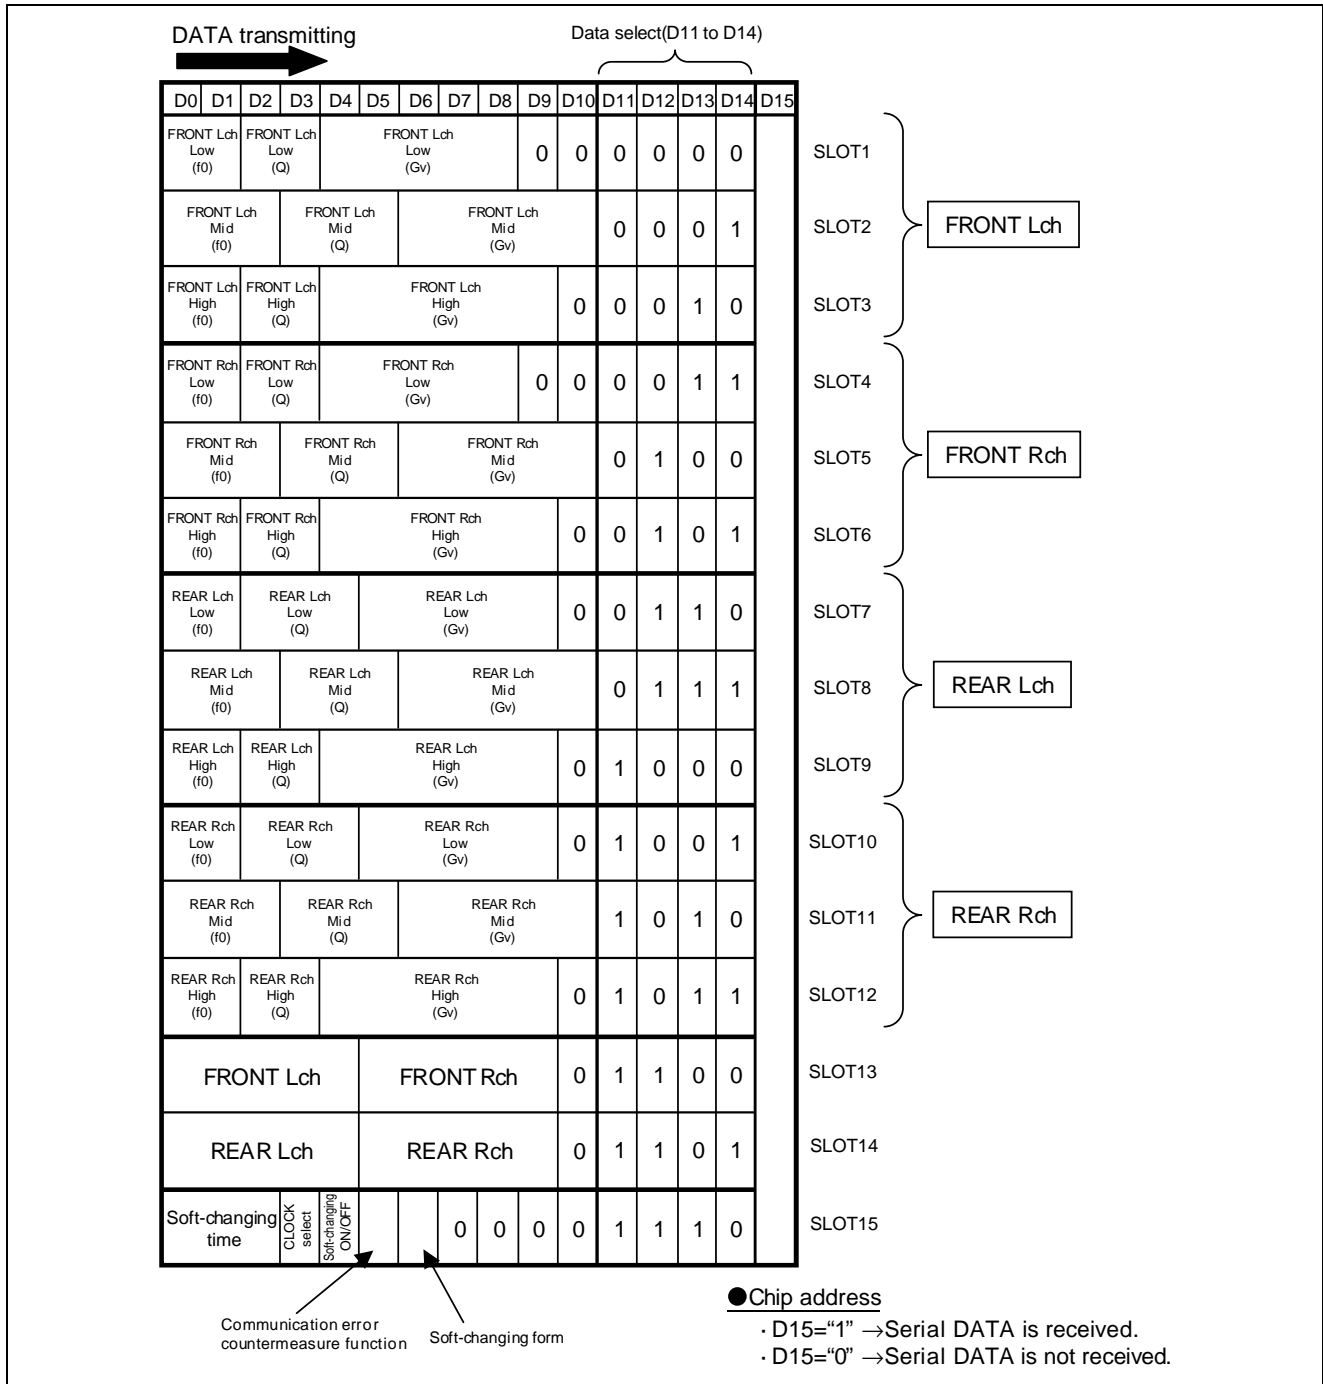 DATA transmitting
Data select(D11 to D14)
D0 D1 D2 D3 D4 D5 D6 D7 D8 D9 D10 D11 D12 D13 D14 D15
FRONT Lch Low (f0) FRONT Lch Low (Q) FRONT Lch Low (Gv) 0 0 0 0 0 0 SLOT1
FRONT Lch Mid (f0) FRONT Lch Mid (Q) FRONT Lch Mid (Gv) 0 0 0 1 SLOT2
FRONT Lch
FRONT Lch High (f0) FRONT Lch High (Q) FRONT Lch High (Gv) 0 0 0 1 0 SLOT3
FRONT Rch Low (f0) FRONT Rch Low (Q) FRONT Rch Low (Gv) 0 0 0 0 1 1 SLOT4
FRONT Rch Mid (f0) FRONT Rch Mid (Q) FRONT Rch Mid (Gv) 0 1 0 0 SLOT5
FRONT Rch
FRONT Rch High (f0) FRONT Rch High (Q) FRONT Rch High (Gv) 0 0 1 0 1 SLOT6
REAR Lch Low (f0) REAR Lch Low (Q) REAR Lch Low (Gv) 0 0 1 1 0 SLOT7
REAR Lch Mid (f0) REAR Lch Mid (Q) REAR Lch Mid (Gv) 0 1 1 1 SLOT8
REAR Lch
REAR Lch High (f0) REAR Lch High (Q) REAR Lch High (Gv) 0 1 0 0 0 SLOT9
REAR Rch Low (f0) REAR Rch Low (Q) REAR Rch Low (Gv) 0 1 0 0 1 SLOT10
REAR Rch Mid (f0) REAR Rch Mid (Q) REAR Rch Mid (Gv) 1 0 1 0 SLOT11
REAR Rch
REAR Rch High (f0) REAR Rch High (Q) REAR Rch High (Gv) 0 1 0 1 1 SLOT12
FRONT Lch FRONT Rch 0 1 1 0 0 SLOT13
REAR Lch REAR Rch 0 1 1 0 1 SLOT14
Soft-changing time CLOCK select Soft-changing ON/OFF 0 0 0 0 1 1 1 0 SLOT15
Communication error
countermeasure function
Soft-changing form
●Chip address
・D15=“1” →Serial DATA is received.
・D15=“0” →Serial DATA is not received.